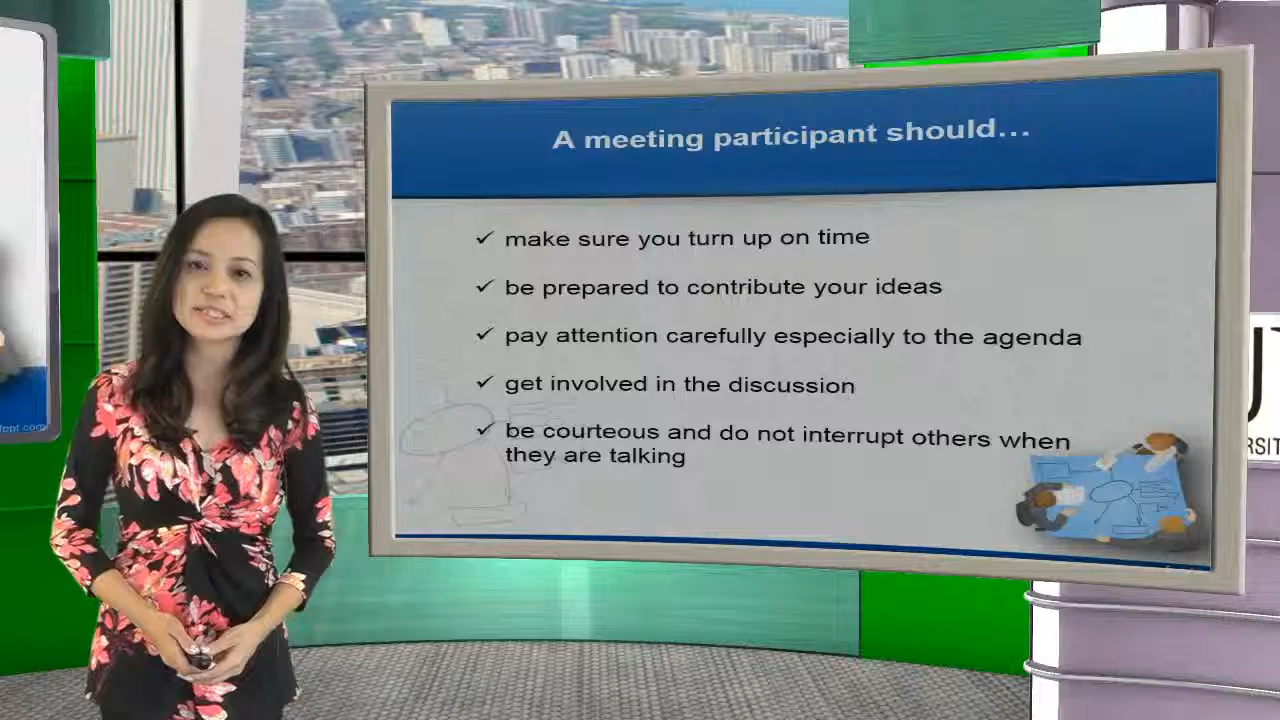 A meeting participant should...
✓ make sure you turn up on time
✓ be prepared to contribute your ideas
✓ pay attention carefully especially to the agenda
✓ get involved in the discussion
✓ be courteous and do not interrupt others when
they are talking